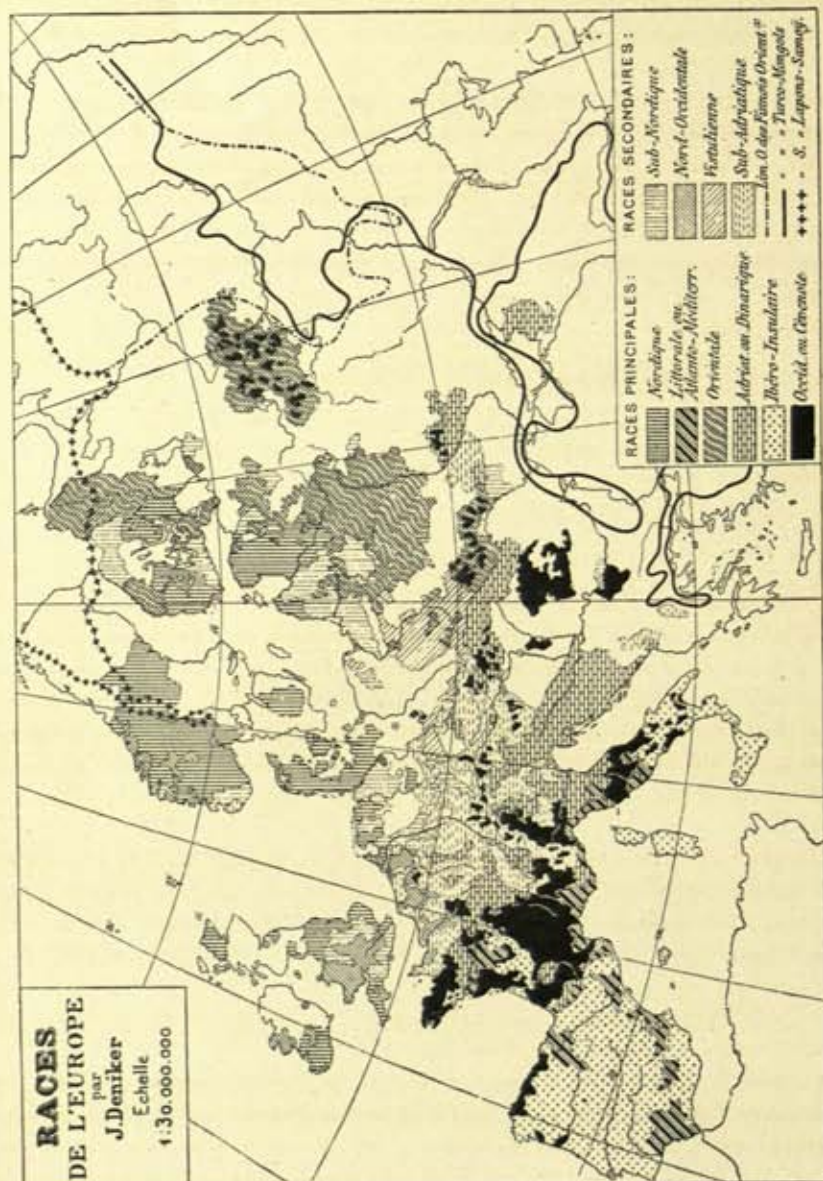 RACES
DE L'EUROPE
par
J. Deniker
Echelle
1:30.000.000
RACES PRINCIPALES:
Nordique
Littorale ou
Atlanto-Méditerr.
Orientale
Adriat. ou Dinarique
Ibéro-Insulaire
Occid. ou Cévenole
RACES SECONDAIRES:
Sub-Nordique
Nord-Occidentale
Vistulienne
Sub-Adriatique
Lim. O. des Finnois Orient.ˣ
" " " Turco-Mongols
" S. " Lapons-Samoy.